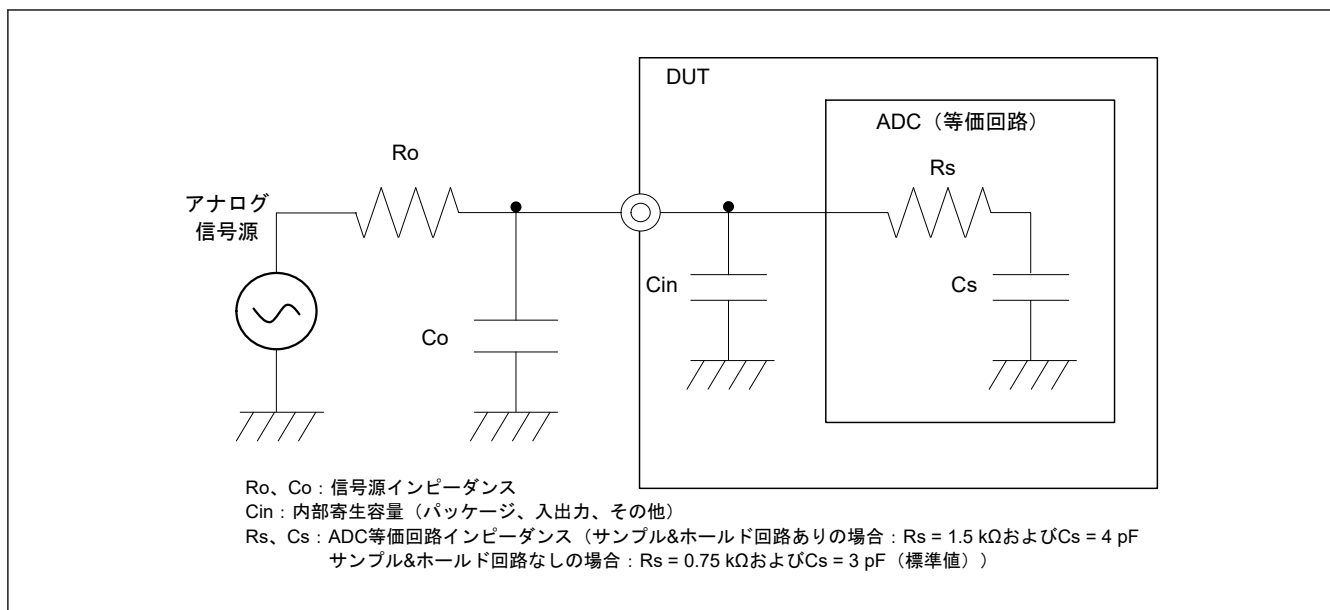 DUT
ADC（等価回路）
Ro
Rs
アナログ
信号源
Cin
Cs
Co
Ro、Co：信号源インピーダンス
Cin：内部寄生容量（パッケージ、入出力、その他）
Rs、Cs：ADC等価回路インピーダンス（サンプル&ホールド回路ありの場合：Rs = 1.5 kΩおよびCs = 4 pF
サンプル&ホールド回路なしの場合：Rs = 0.75 kΩおよびCs = 3 pF（標準値））